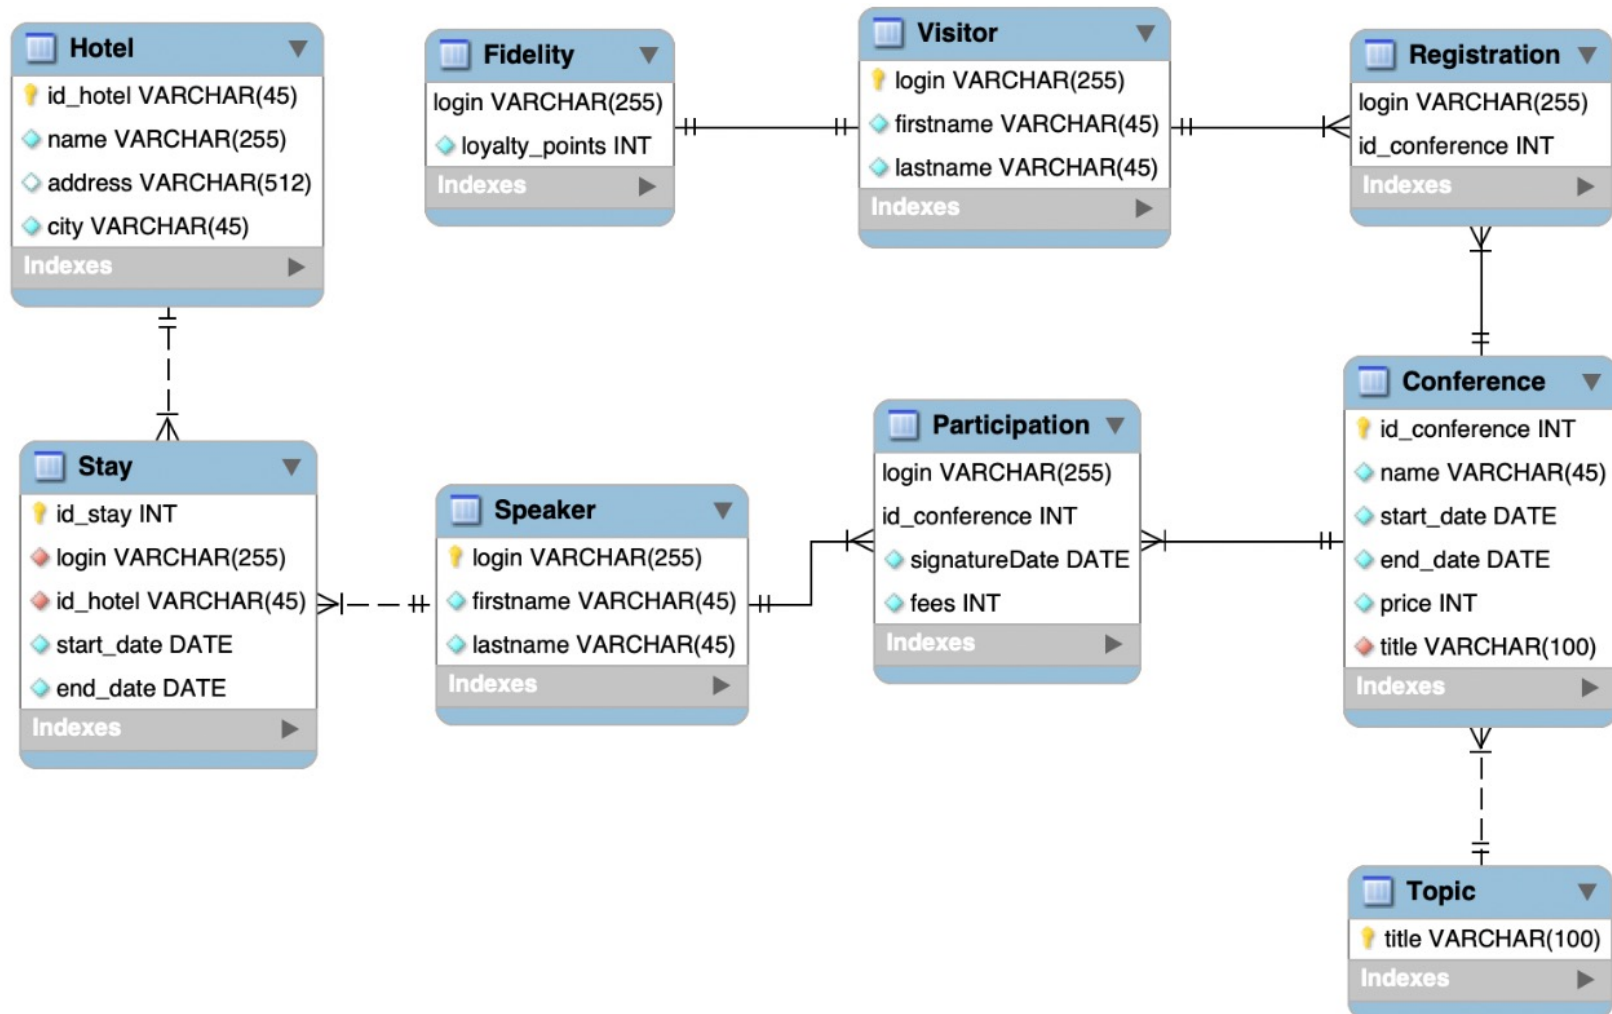 Hotel
id_hotel VARCHAR(45)
name VARCHAR(255)
address VARCHAR(512)
city VARCHAR(45)
Indexes
Fidelity
login VARCHAR(255)
loyalty_points INT
Indexes
Visitor
login VARCHAR(255)
firstname VARCHAR(45)
lastname VARCHAR(45)
Indexes
Registration
login VARCHAR(255)
id_conference INT
Indexes
Stay
id_stay INT
login VARCHAR(255)
id_hotel VARCHAR(45)
start_date DATE
end_date DATE
Indexes
Speaker
login VARCHAR(255)
firstname VARCHAR(45)
lastname VARCHAR(45)
Indexes
Participation
login VARCHAR(255)
id_conference INT
signatureDate DATE
fees INT
Indexes
Conference
id_conference INT
name VARCHAR(45)
start_date DATE
end_date DATE
price INT
title VARCHAR(100)
Indexes
Topic
title VARCHAR(100)
Indexes